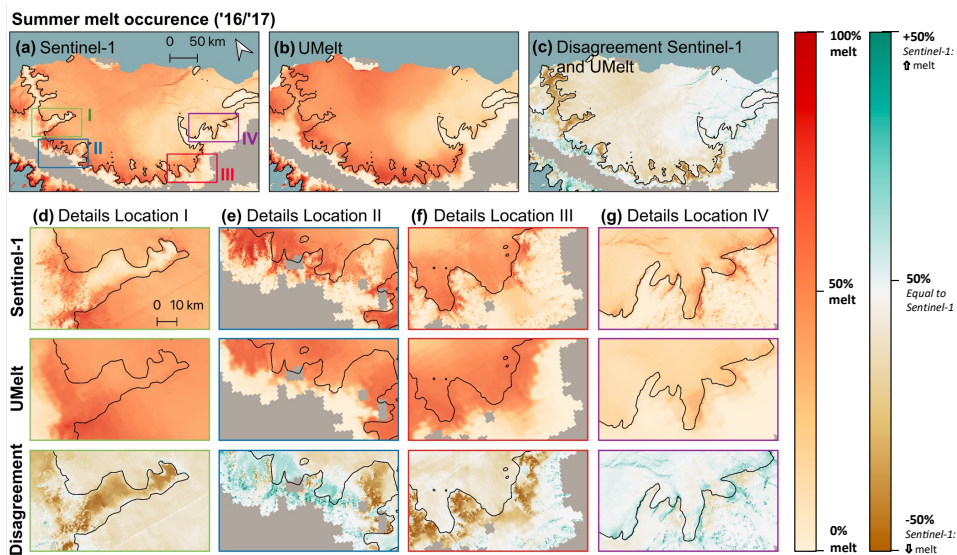 Summer melt occurence ('16/'17)
(a) Sentinel-1
0 50 km
(b) UMelt
(c) Disagreement Sentinel-1
and UMelt
I
II
III
IV
(d) Details Location I
(e) Details Location II
(f) Details Location III
(g) Details Location IV
Sentinel-1
0 10 km
UMelt
Disagreement
100%
melt
50%
melt
0%
melt
+50%
Sentinel-1:
⇧ melt
50%
Equal to
Sentinel-1
-50%
Sentinel-1:
⇩ melt